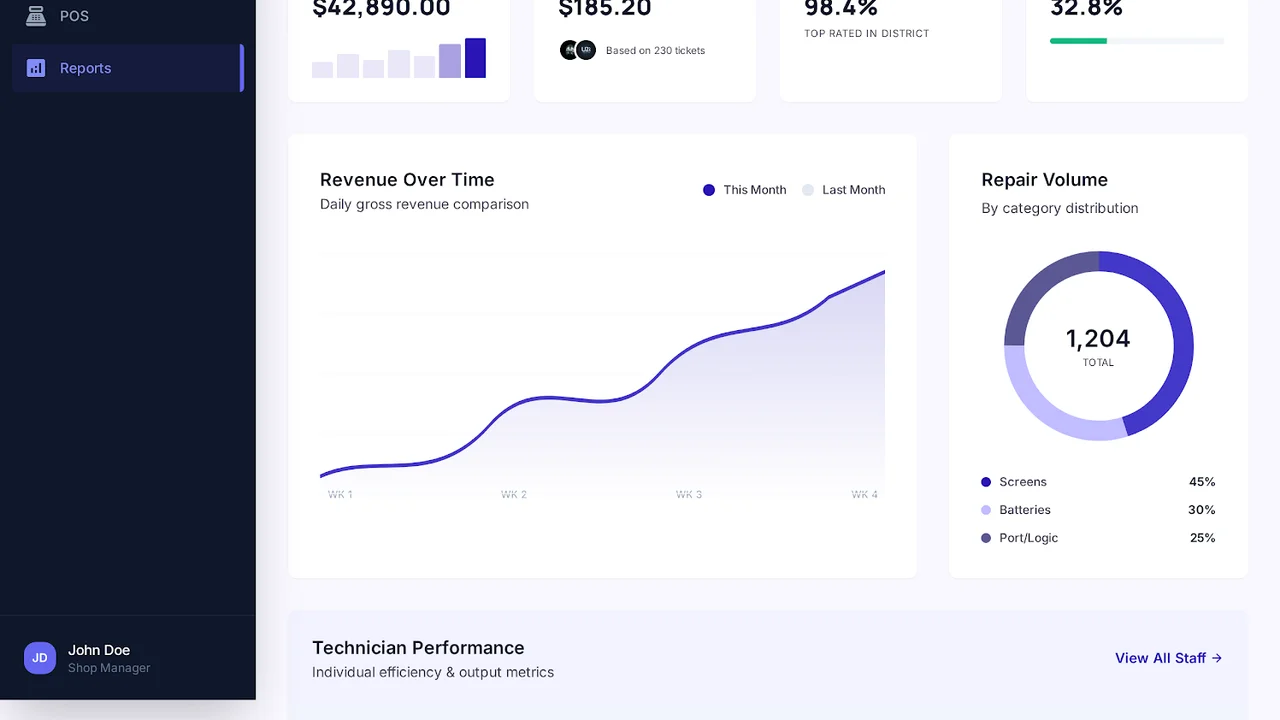 POS
Reports
John Doe
Shop Manager
$42,890.00
$185.20
Based on 230 tickets
98.4%
TOP RATED IN DISTRICT
32.8%
Revenue Over Time
Daily gross revenue comparison
This Month
Last Month
WK 1
WK 2
WK 3
WK 4
Repair Volume
By category distribution
1,204
TOTAL
Screens 45%
Batteries 30%
Port/Logic 25%
Technician Performance
Individual efficiency & output metrics
View All Staff →
JD